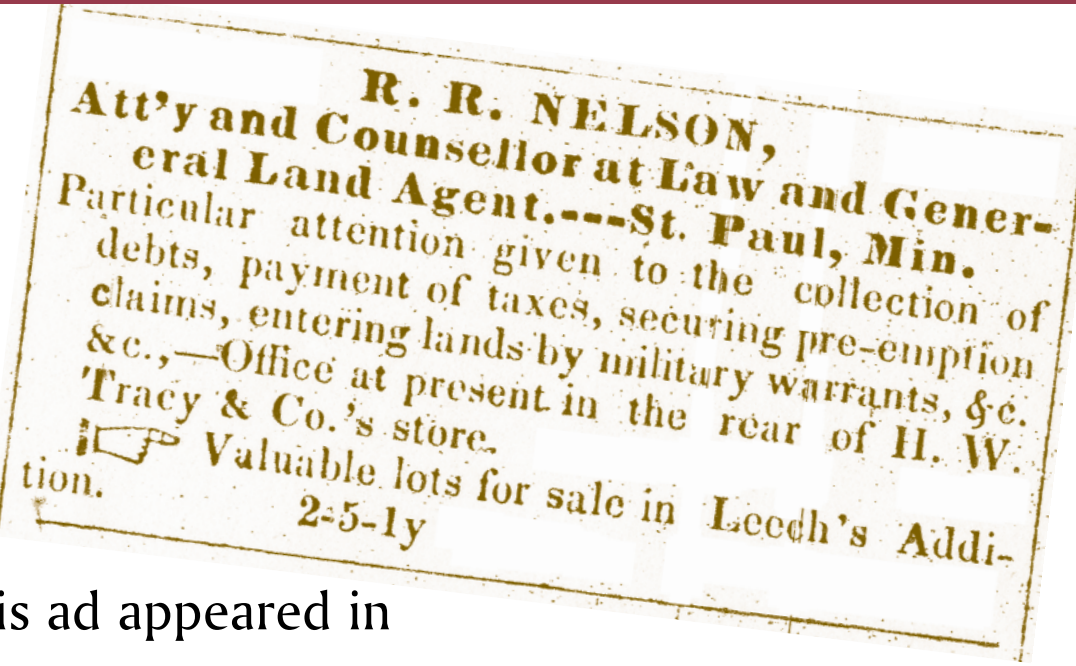 R. R. NELSON,
Att'y and Counsellor at Law and Gener-
eral Land Agent.---St. Paul, Min.
Particular attention given to the collection of
debts, payment of taxes, securing pre-emption
claims, entering lands by military warrants, &c.
&c.,—Office at present in the rear of H. W.
Tracy & Co.'s store.
☞ Valuable lots for sale in Leech's Addi-
tion.
2-5-1y
is ad appeared in